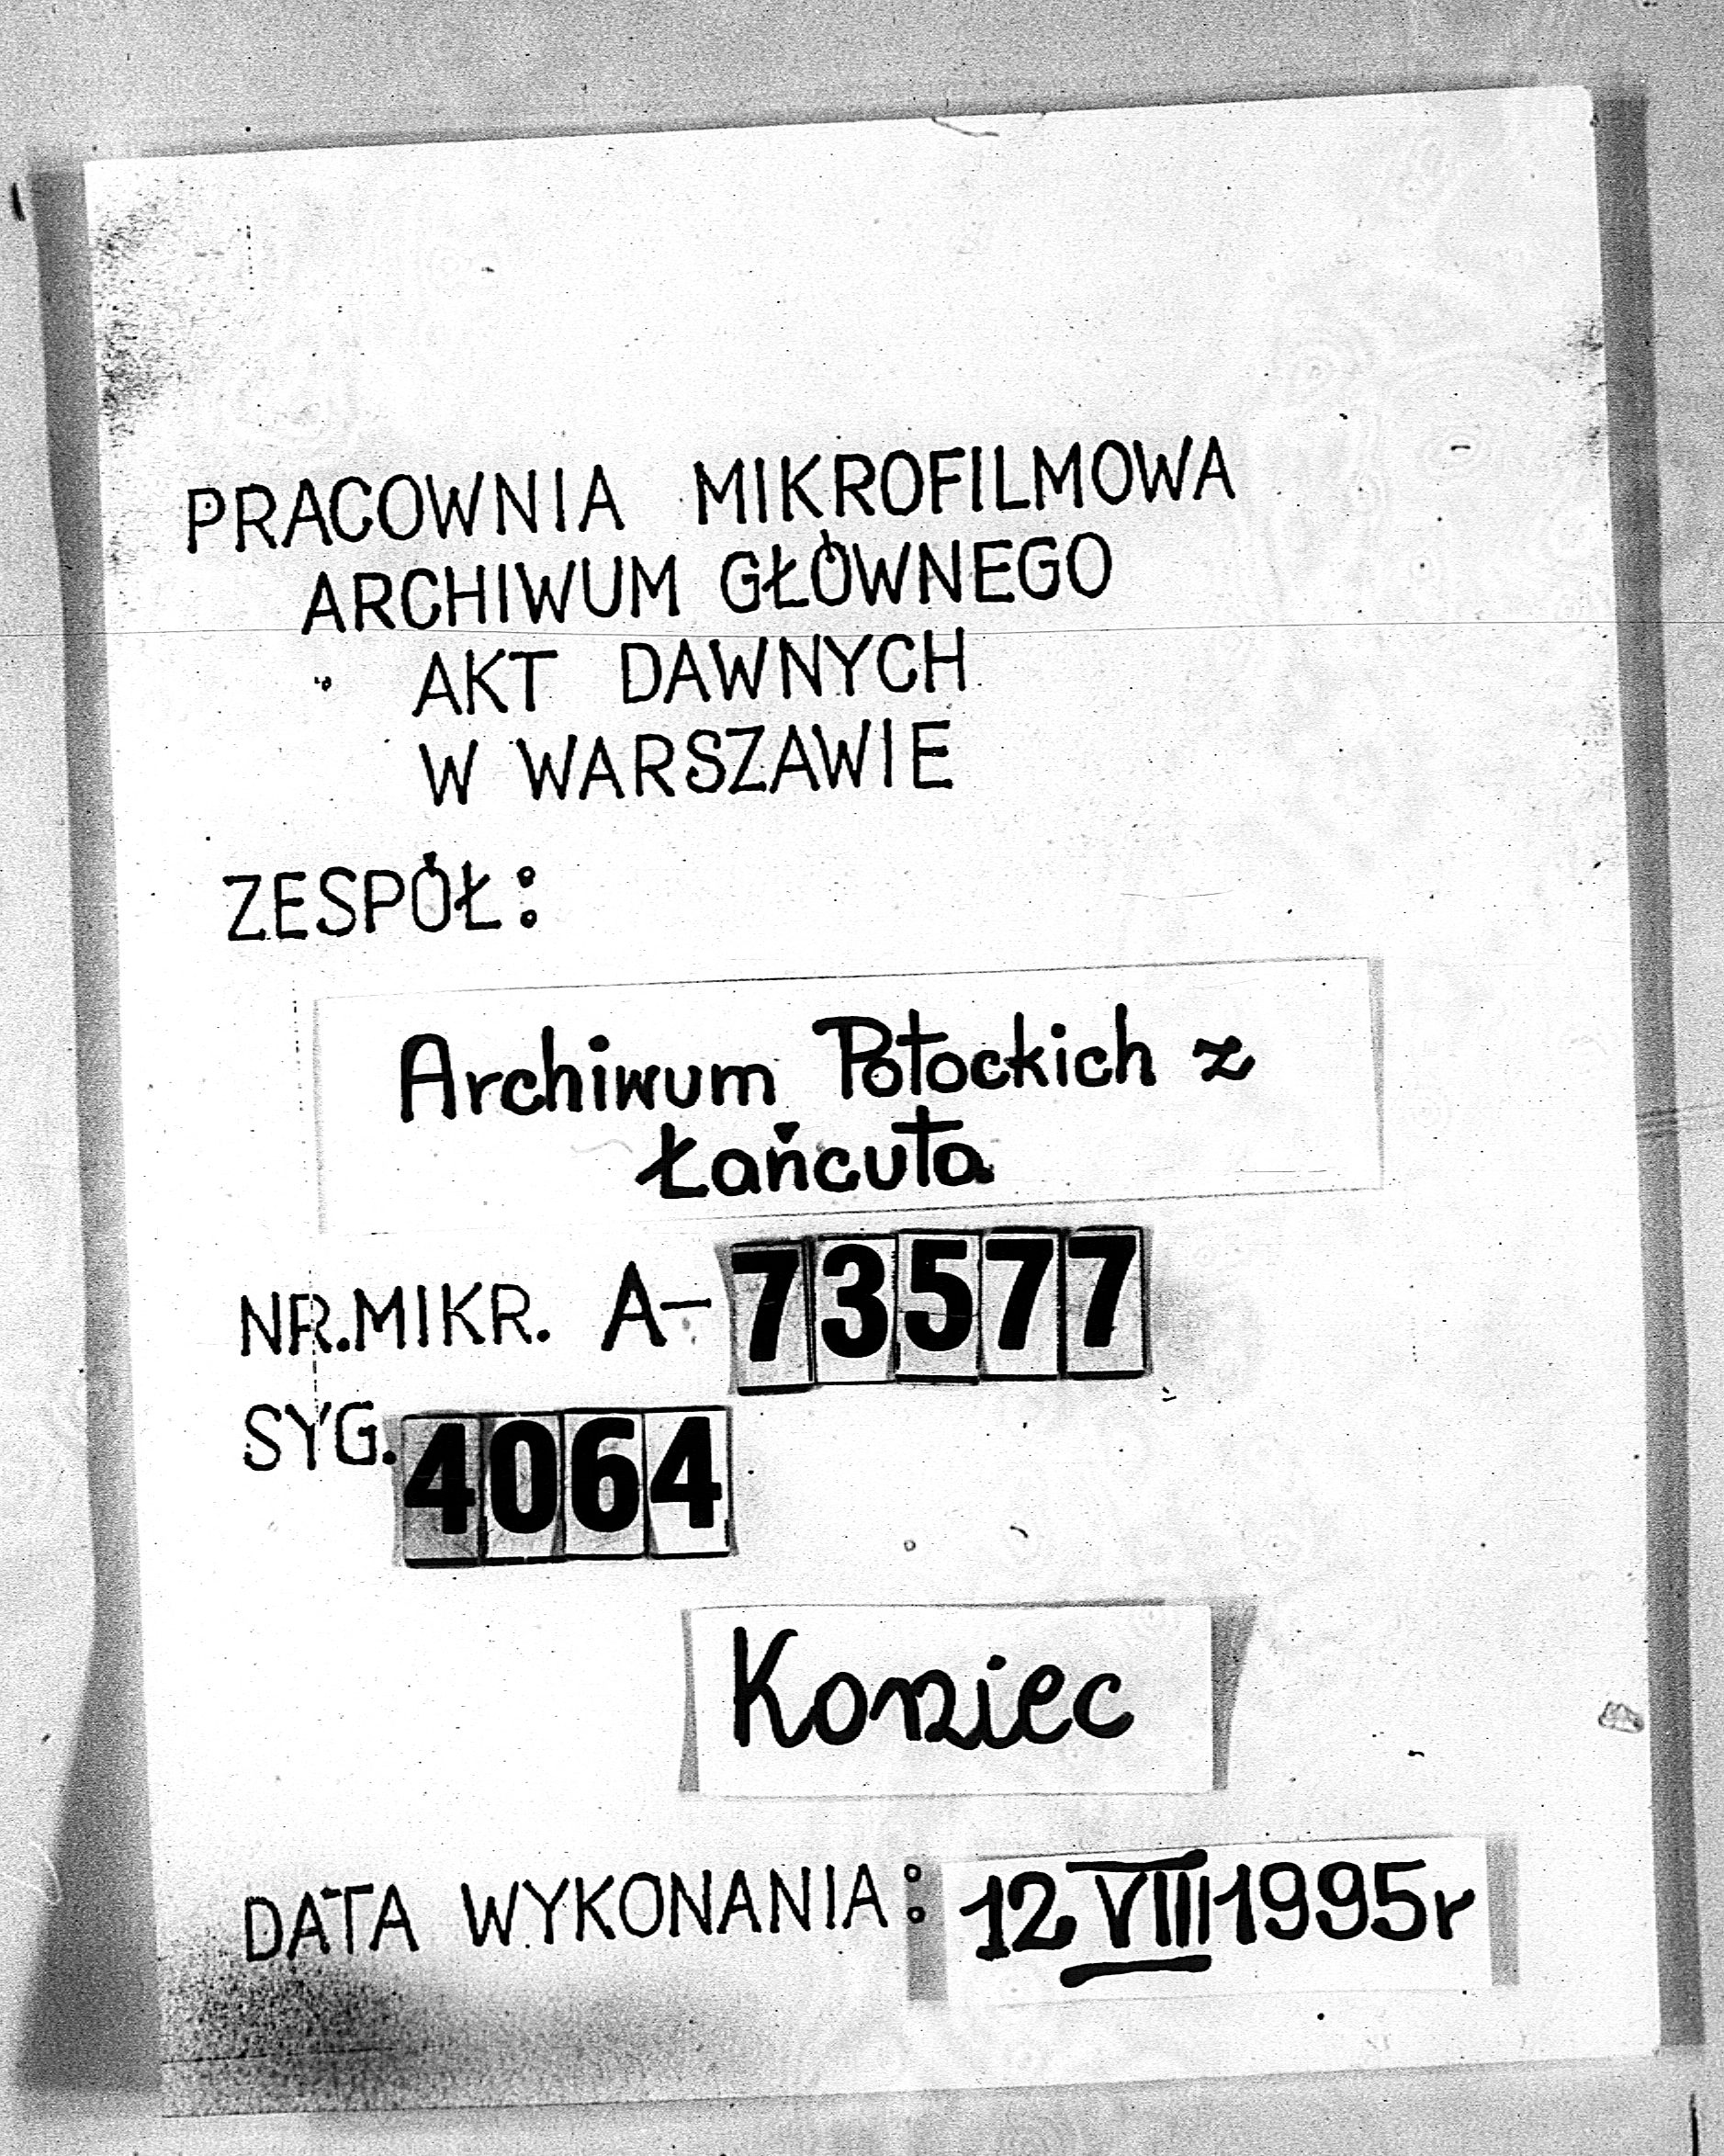 PRACOWNIA MIKROFILMOWA
ARCHIWUM GŁÓWNEGO
AKT DAWNYCH
W WARSZAWIE
ZESPÓŁ:
Archiwum Potockich z
Łańcuta
NR.MIKR. A-73577
SYG. 4064
Koniec
DATA WYKONANIA: 12 VIII 1995r